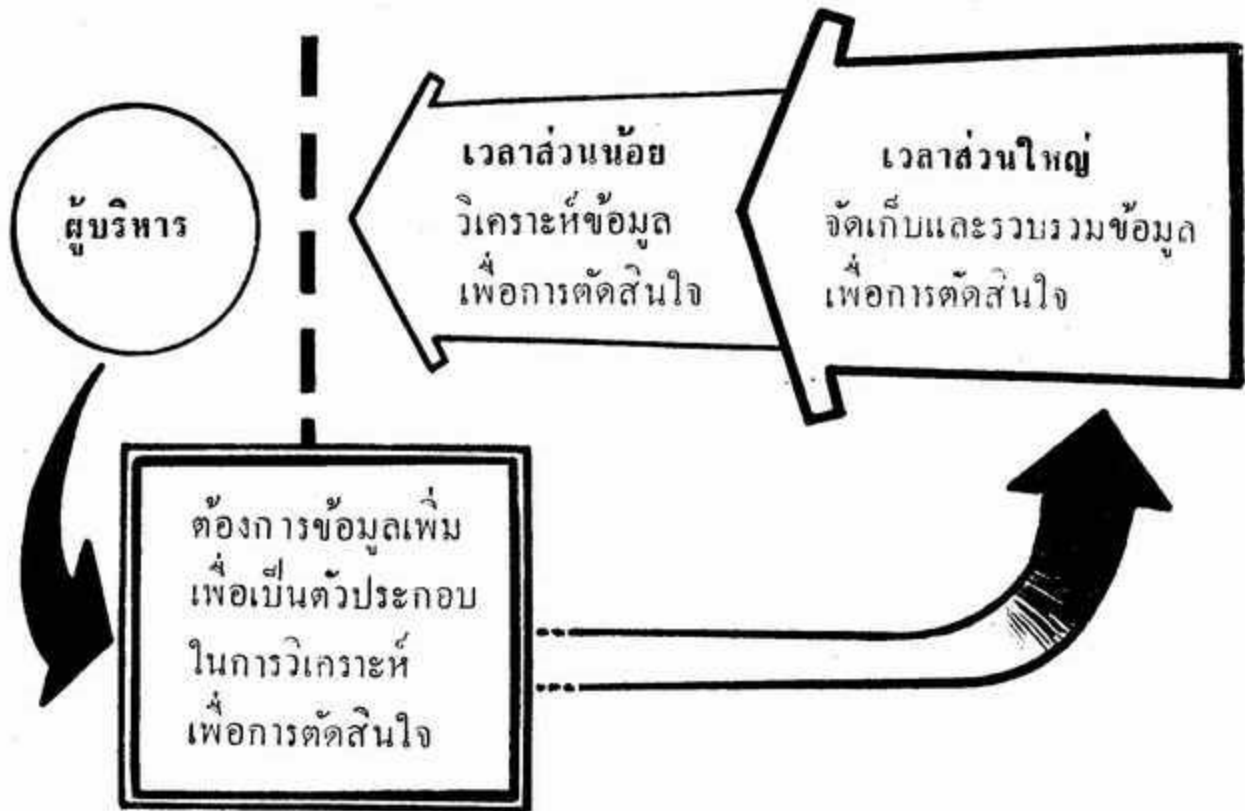 ผู้บริหาร
เวลาส่วนน้อย
วิเคราะห์ข้อมูล
เพื่อการตัดสินใจ
เวลาส่วนใหญ่
จัดเก็บและรวบรวมข้อมูล
เพื่อการตัดสินใจ
ต้องการข้อมูลเพิ่ม
เพื่อเป็นตัวประกอบ
ในการวิเคราะห์
เพื่อการตัดสินใจ